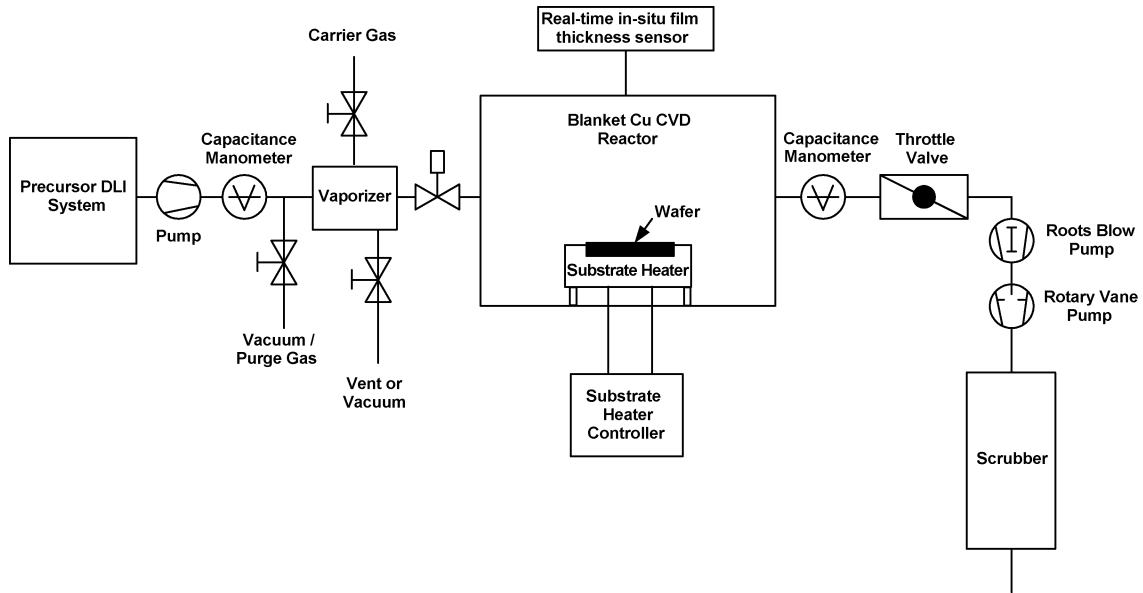 Real-time in-situ film
thickness sensor
Carrier Gas
Blanket Cu CVD
Reactor
Capacitance
Manometer
Capacitance
Manometer
Throttle
Valve
Precursor DLI
System
Vaporizer
Pump
Wafer
Substrate Heater
Roots Blow
Pump
Rotary Vane
Pump
Vacuum /
Purge Gas
Vent or
Vacuum
Substrate
Heater
Controller
Scrubber